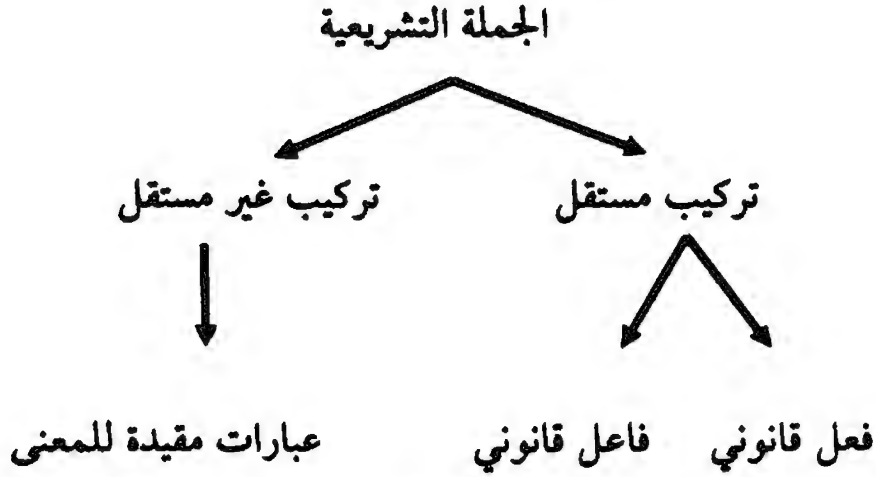 الجملة التشريعية
تركيب مستقل تركيب غير مستقل
فعل قانوني فاعل قانوني عبارات مقيدة للمعنى